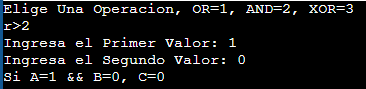 Elige Una Operacion, OR=1, AND=2, XOR=3
r>2
Ingresa el Primer Valor: 1
Ingresa el Segundo Valor: 0
Si A=1 && B=0, C=0